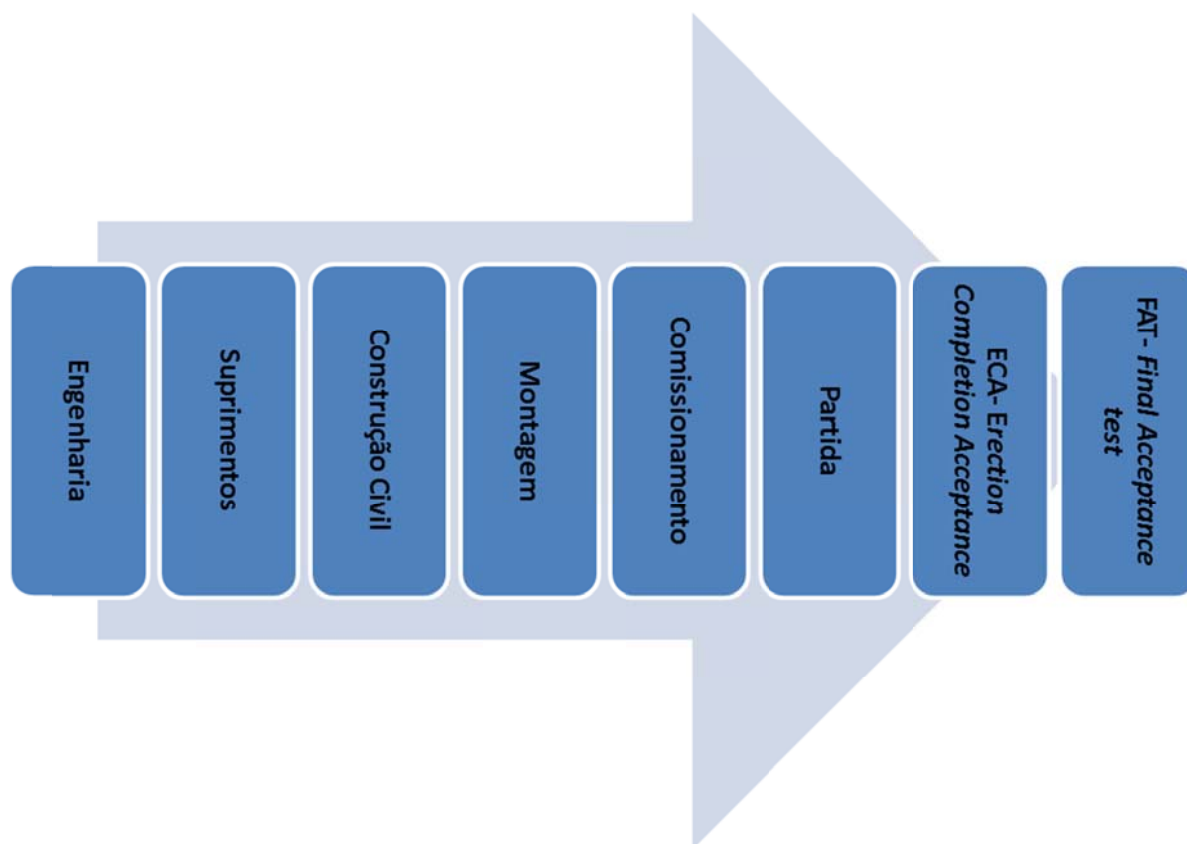 Engenharia
Suprimentos
Construção Civil
Montagem
Comissionamento
Partida
ECA- Erection
Completion Acceptance
FAT- Final Acceptance
test